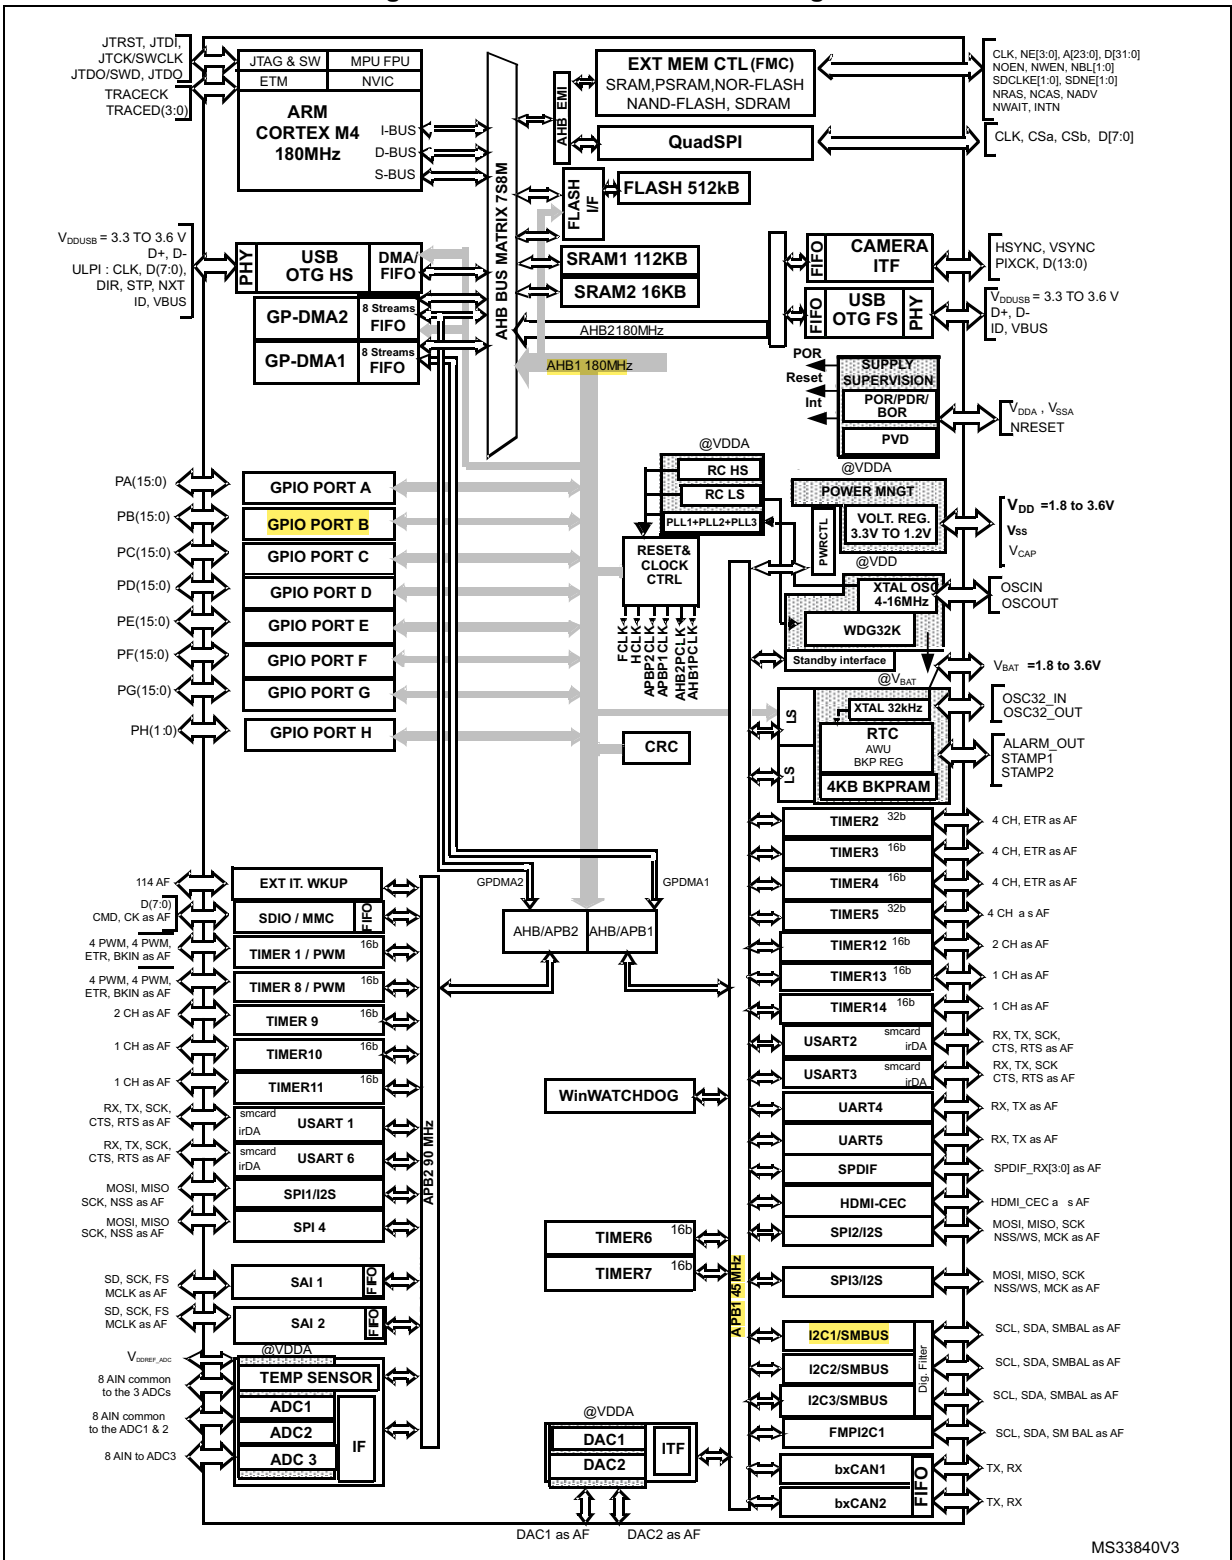 JTRST, JTDI,
JTCK/SWCLK
JTDO/SWD, JTDO
TRACECK
TRACED(3:0)
JTAG & SW
MPU FPU
ETM
NVIC
ARM
CORTEX M4
180MHz
I-BUS
D-BUS
S-BUS
AHB BUS MATRIX 7S8M
AHB EMI
EXT MEM CTL (FMC)
SRAM,PSRAM,NOR-FLASH
NAND-FLASH, SDRAM
QuadSPI
CLK, NE[3:0], A[23:0], D[31:0]
NOEN, NWEN, NBL[1:0]
SDCLKE[1:0], SDNE[1:0]
NRAS, NCAS, NADV
NWAIT, INTN
CLK, CSa, CSb, D[7:0]
FLASH
I/F
FLASH 512kB
SRAM1 112KB
SRAM2 16KB
VDDUSB = 3.3 TO 3.6 V
D+, D-
ULPI : CLK, D(7:0),
DIR, STP, NXT
ID, VBUS
PHY
USB
OTG HS
DMA/
FIFO
GP-DMA2
8 Streams
FIFO
GP-DMA1
8 Streams
FIFO
FIFO
CAMERA
ITF
HSYNC, VSYNC
PIXCK, D(13:0)
FIFO
USB
OTG FS
PHY
VDDUSB = 3.3 TO 3.6 V
D+, D-
ID, VBUS
AHB2180MHz
AHB1 180MHz
POR
Reset
Int
SUPPLY
SUPERVISION
POR/PDR/
BOR
PVD
VDDA , VSSA
NRESET
@VDDA
RC HS
RC LS
PLL1+PLL2+PLL3
RESET&
CLOCK
CTRL
FCLK
HCLK
APBP2CLK
APBP1CLK
AHB2PCLK
AHB1PCLK
@VDDA
POWER MNGT
PWRCTL
VOLT. REG.
3.3V TO 1.2V
VDD =1.8 to 3.6V
Vss
VCAP
@VDD
XTAL OSC
4-16MHz
OSCIN
OSCOUT
WDG32K
Standby interface
@VBAT
VBAT =1.8 to 3.6V
LS
LS
XTAL 32kHz
RTC
AWU
BKP REG
4KB BKPRAM
OSC32_IN
OSC32_OUT
ALARM_OUT
STAMP1
STAMP2
PA(15:0)
GPIO PORT A
PB(15:0)
GPIO PORT B
PC(15:0)
GPIO PORT C
PD(15:0)
GPIO PORT D
PE(15:0)
GPIO PORT E
PF(15:0)
GPIO PORT F
PG(15:0)
GPIO PORT G
PH(1:0)
GPIO PORT H
CRC
GPDMA2
GPDMA1
AHB/APB2
AHB/APB1
114 AF
EXT IT. WKUP
D(7:0)
CMD, CK as AF
SDIO / MMC
FIFO
4 PWM, 4 PWM,
ETR, BKIN as AF
TIMER 1 / PWM
16b
4 PWM, 4 PWM,
ETR, BKIN as AF
TIMER 8 / PWM
16b
2 CH as AF
TIMER 9
16b
1 CH as AF
TIMER10
16b
1 CH as AF
TIMER11
16b
RX, TX, SCK,
CTS, RTS as AF
smcard
irDA
USART 1
RX, TX, SCK,
CTS, RTS as AF
smcard
irDA
USART 6
MOSI, MISO
SCK, NSS as AF
SPI1/I2S
MOSI, MISO
SCK, NSS as AF
SPI 4
SD, SCK, FS
MCLK as AF
SAI 1
FIFO
SD, SCK, FS
MCLK as AF
SAI 2
FIFO
APB2 90 MHz
@VDDA
VDDREF_ADC
TEMP SENSOR
8 AIN common
to the 3 ADCs
ADC1
8 AIN common
to the ADC1 & 2
ADC2
8 AIN to ADC3
ADC 3
IF
WinWATCHDOG
TIMER6
16b
TIMER7
16b
@VDDA
DAC1
DAC2
ITF
DAC1 as AF
DAC2 as AF
APB1 45 MHz
TIMER2
32b
4 CH, ETR as AF
TIMER3
16b
4 CH, ETR as AF
TIMER4
16b
4 CH, ETR as AF
TIMER5
32b
4 CH a s AF
TIMER12
16b
2 CH as AF
TIMER13
16b
1 CH as AF
TIMER14
16b
1 CH as AF
USART2
smcard
irDA
RX, TX, SCK,
CTS, RTS as AF
USART3
smcard
irDA
RX, TX, SCK
CTS, RTS as AF
UART4
RX, TX as AF
UART5
RX, TX as AF
SPDIF
SPDIF_RX[3:0] as AF
HDMI-CEC
HDMI_CEC a s AF
SPI2/I2S
MOSI, MISO, SCK
NSS/WS, MCK as AF
SPI3/I2S
MOSI, MISO, SCK
NSS/WS, MCK as AF
I2C1/SMBUS
SCL, SDA, SMBAL as AF
I2C2/SMBUS
SCL, SDA, SMBAL as AF
I2C3/SMBUS
SCL, SDA, SMBAL as AF
Dig. Filter
FMPI2C1
SCL, SDA, SM BAL as AF
bxCAN1
TX, RX
bxCAN2
TX, RX
FIFO
MS33840V3